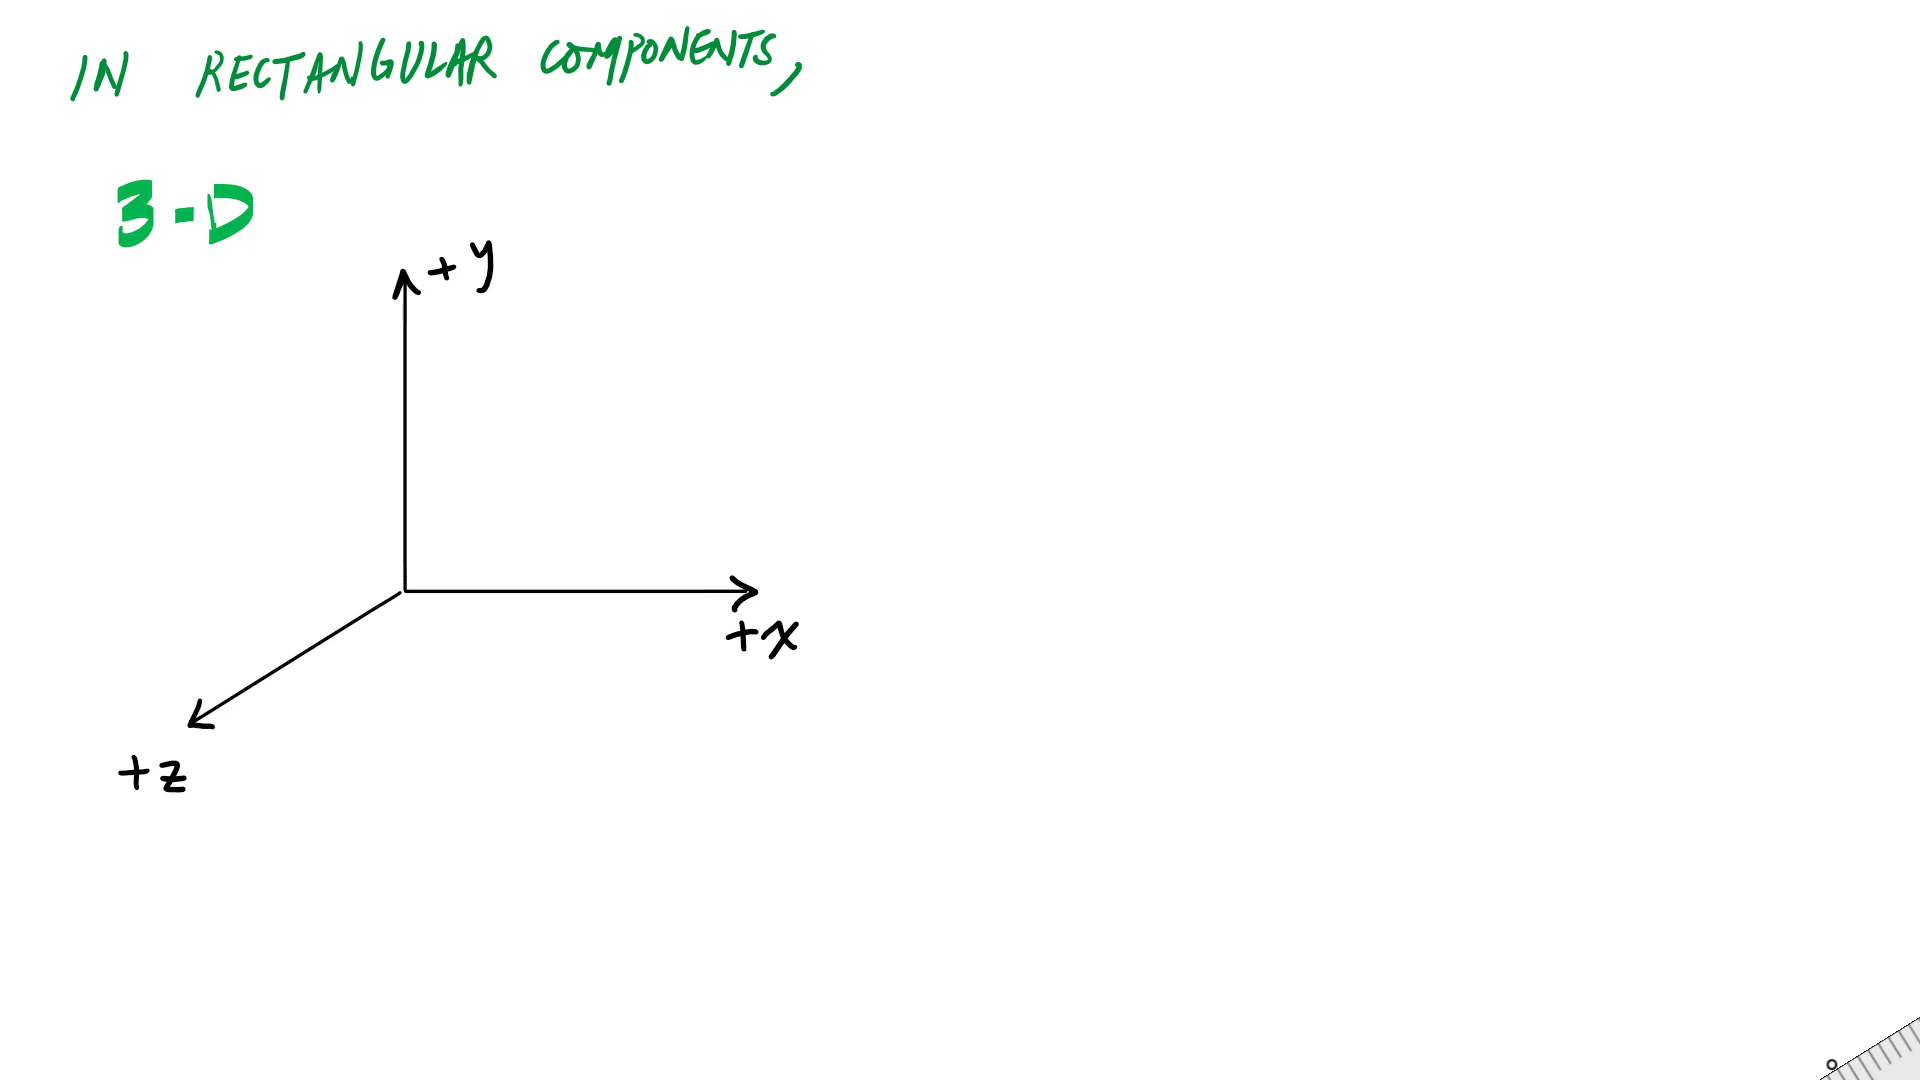 IN RECTANGULAR COMPONENTS,
3-D
+y
+x
+z